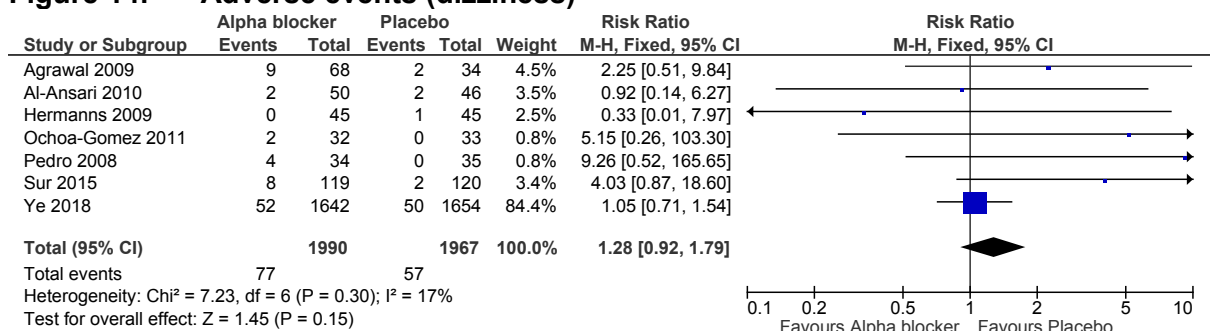 Figure 14: Adverse events (dizziness)
Alpha blocker Placebo Risk Ratio Risk Ratio
Study or Subgroup Events Total Events Total Weight M-H, Fixed, 95% CI M-H, Fixed, 95% CI
Agrawal 2009 9 68 2 34 4.5% 2.25 [0.51, 9.84]
Al-Ansari 2010 2 50 2 46 3.5% 0.92 [0.14, 6.27]
Hermanns 2009 0 45 1 45 2.5% 0.33 [0.01, 7.97]
Ochoa-Gomez 2011 2 32 0 33 0.8% 5.15 [0.26, 103.30]
Pedro 2008 4 34 0 35 0.8% 9.26 [0.52, 165.65]
Sur 2015 8 119 2 120 3.4% 4.03 [0.87, 18.60]
Ye 2018 52 1642 50 1654 84.4% 1.05 [0.71, 1.54]
Total (95% CI) 1990 1967 100.0% 1.28 [0.92, 1.79]
Total events 77 57
Heterogeneity: Chi² = 7.23, df = 6 (P = 0.30); I² = 17%
Test for overall effect: Z = 1.45 (P = 0.15)
0.1 0.2 0.5 1 2 5 10
Favours Alpha blocker Favours Placebo